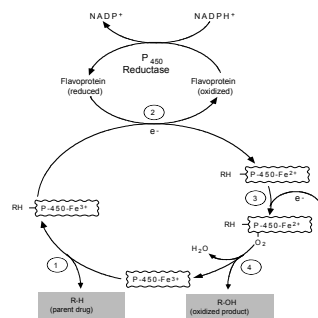 NADP⁺ NADPH⁺
P₄₅₀
Reductase
Flavoprotein
(reduced)
Flavoprotein
(oxidized)
2
e-
RH P-450-Fe²⁺
3 e-
RH P-450-Fe³⁺
RH P-450-Fe²⁺
O₂
H₂O
1 P-450-Fe³⁺ 4
R-H
(parent drug)
R-OH
(oxidized product)